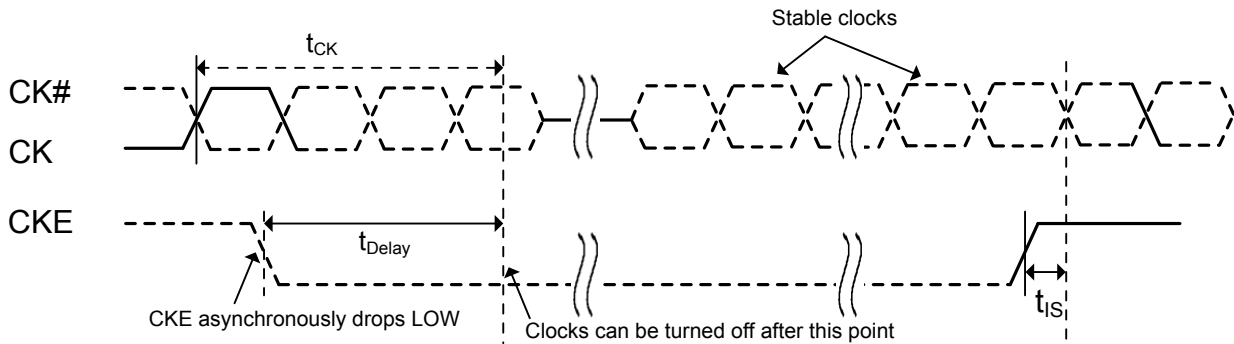 Stable clocks
tCK
CK#
CK
CKE
tDelay
tIS
CKE asynchronously drops LOW
Clocks can be turned off after this point